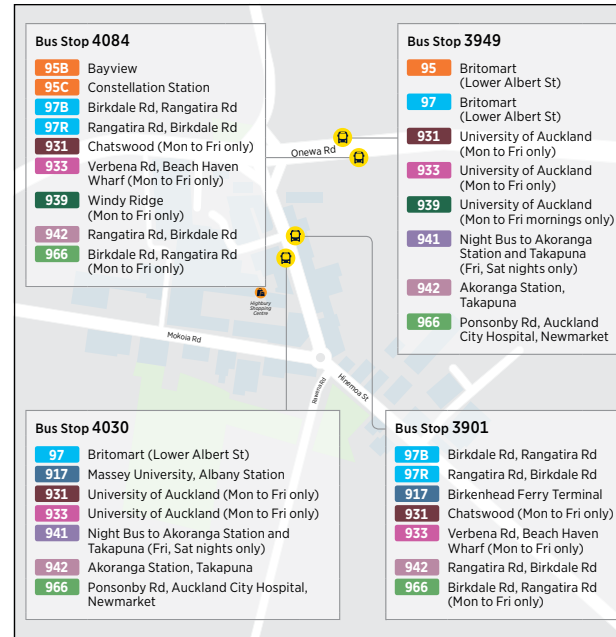 Bus Stop 4084
95B Bayview
95C Constellation Station
97B Birkdale Rd, Rangatira Rd
97R Rangatira Rd, Birkdale Rd
931 Chatswood (Mon to Fri only)
933 Verbena Rd, Beach Haven
Wharf (Mon to Fri only)
939 Windy Ridge
(Mon to Fri only)
942 Rangatira Rd, Birkdale Rd
966 Birkdale Rd, Rangatira Rd
(Mon to Fri only)
Bus Stop 3949
95 Britomart
(Lower Albert St)
97 Britomart
(Lower Albert St)
931 University of Auckland
(Mon to Fri only)
933 University of Auckland
(Mon to Fri only)
939 University of Auckland
(Mon to Fri mornings only)
941 Night Bus to Akoranga
Station and Takapuna
(Fri, Sat nights only)
942 Akoranga Station,
Takapuna
966 Ponsonby Rd, Auckland
City Hospital, Newmarket
Onewa Rd
Highbury
Shopping
Centre
Mokoia Rd
Rawene Rd
Hinemoa St
Bus Stop 4030
97 Britomart (Lower Albert St)
917 Massey University, Albany Station
931 University of Auckland (Mon to Fri only)
933 University of Auckland (Mon to Fri only)
941 Night Bus to Akoranga Station and
Takapuna (Fri, Sat nights only)
942 Akoranga Station, Takapuna
966 Ponsonby Rd, Auckland City Hospital,
Newmarket
Bus Stop 3901
97B Birkdale Rd, Rangatira Rd
97R Rangatira Rd, Birkdale Rd
917 Birkenhead Ferry Terminal
931 Chatswood (Mon to Fri only)
933 Verbena Rd, Beach Haven
Wharf (Mon to Fri only)
942 Rangatira Rd, Birkdale Rd
966 Birkdale Rd, Rangatira Rd
(Mon to Fri only)